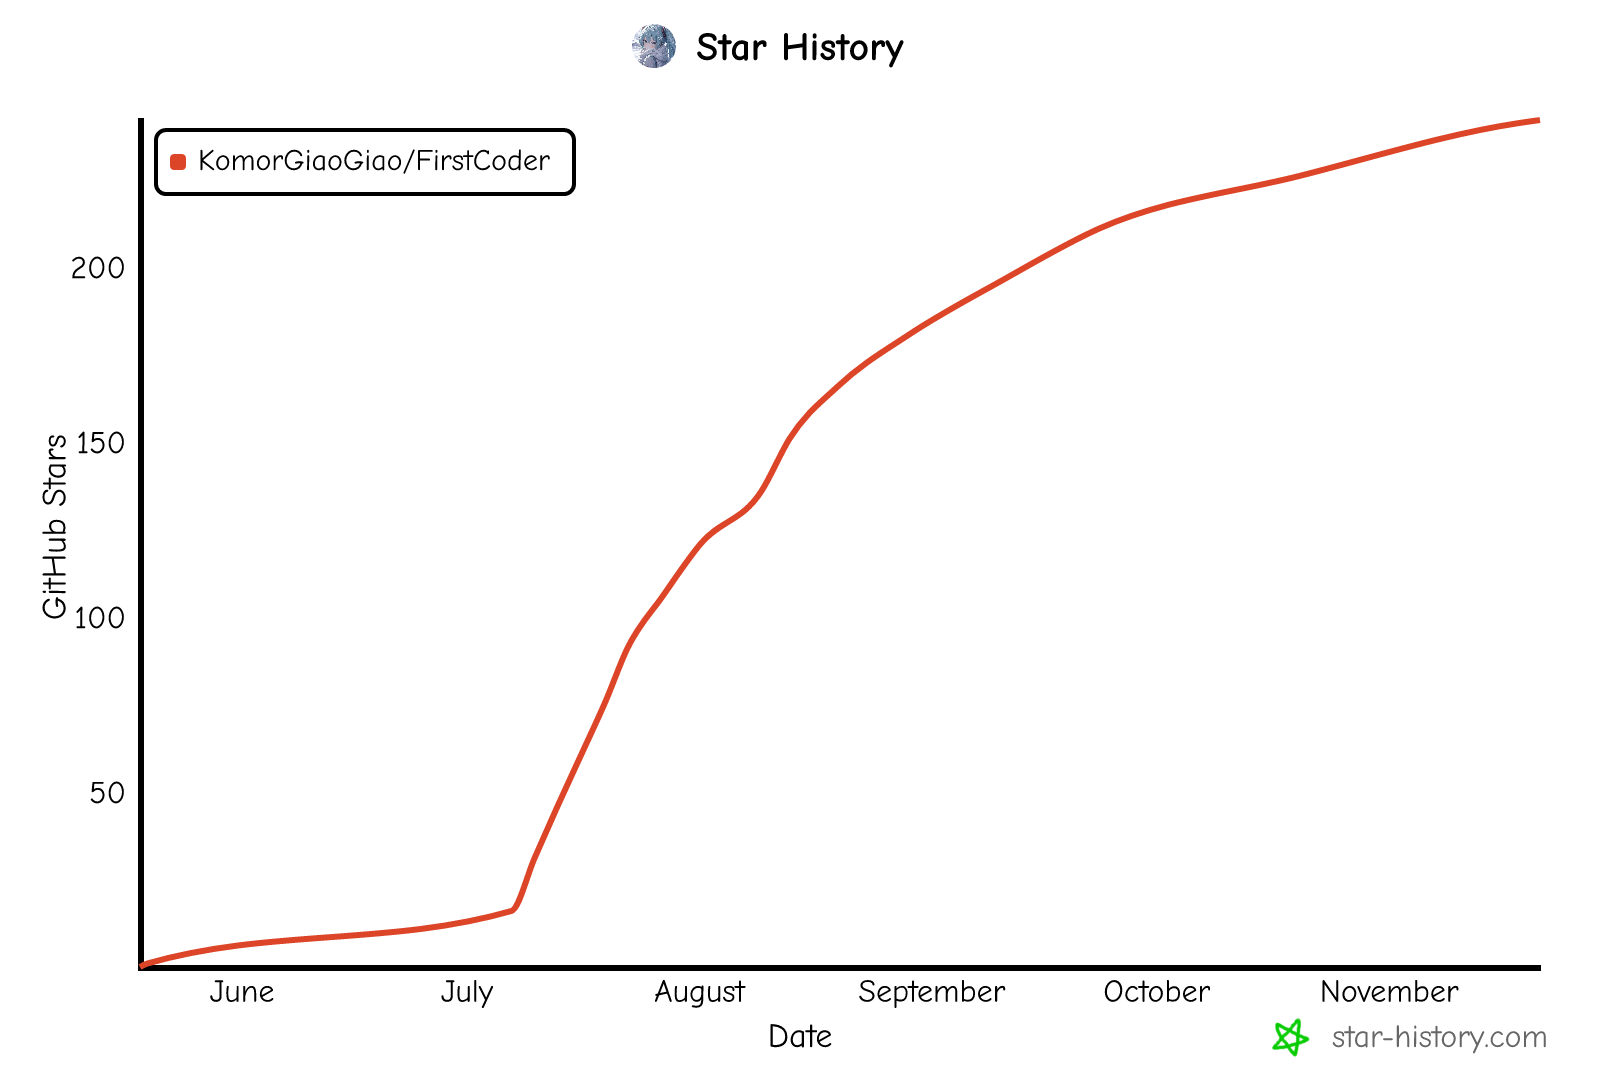 Star History
KomorGiaoGiao/FirstCoder
200
150
100
50
GitHub Stars
June July August September October November
Date
star-history.com